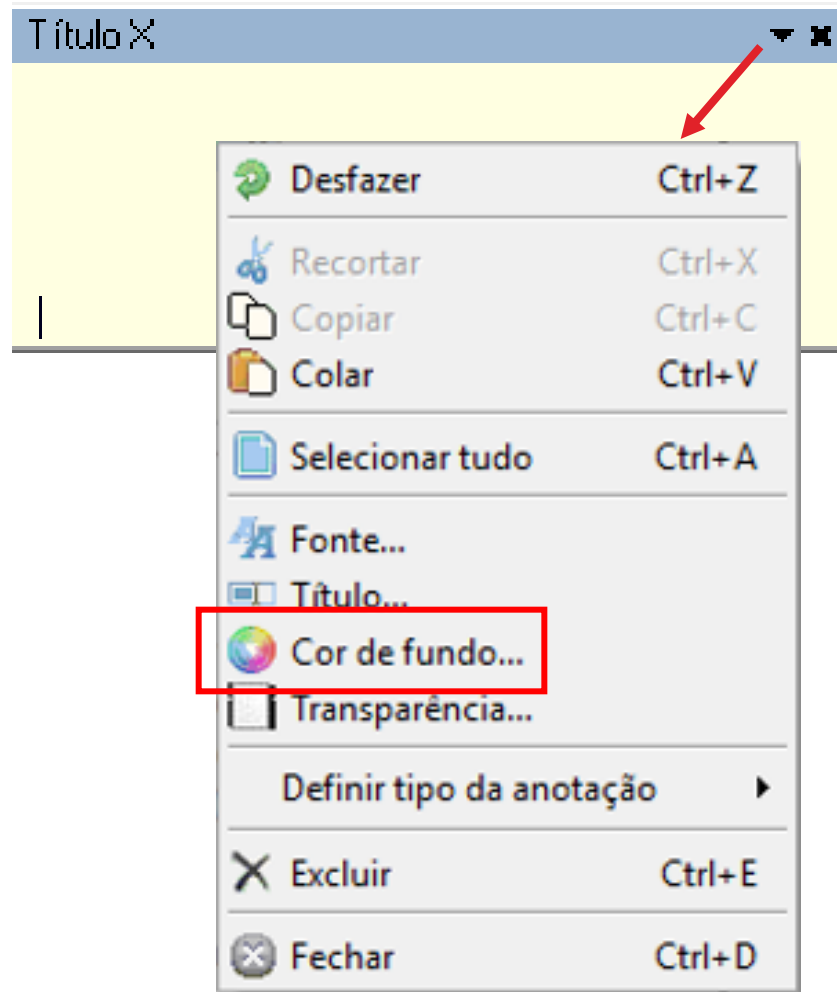 Título X
Desfazer Ctrl+Z
Recortar Ctrl+X
Copiar Ctrl+C
Colar Ctrl+V
Selecionar tudo Ctrl+A
Fonte...
Título...
Cor de fundo...
Transparência...
Definir tipo da anotação
Excluir Ctrl+E
Fechar Ctrl+D